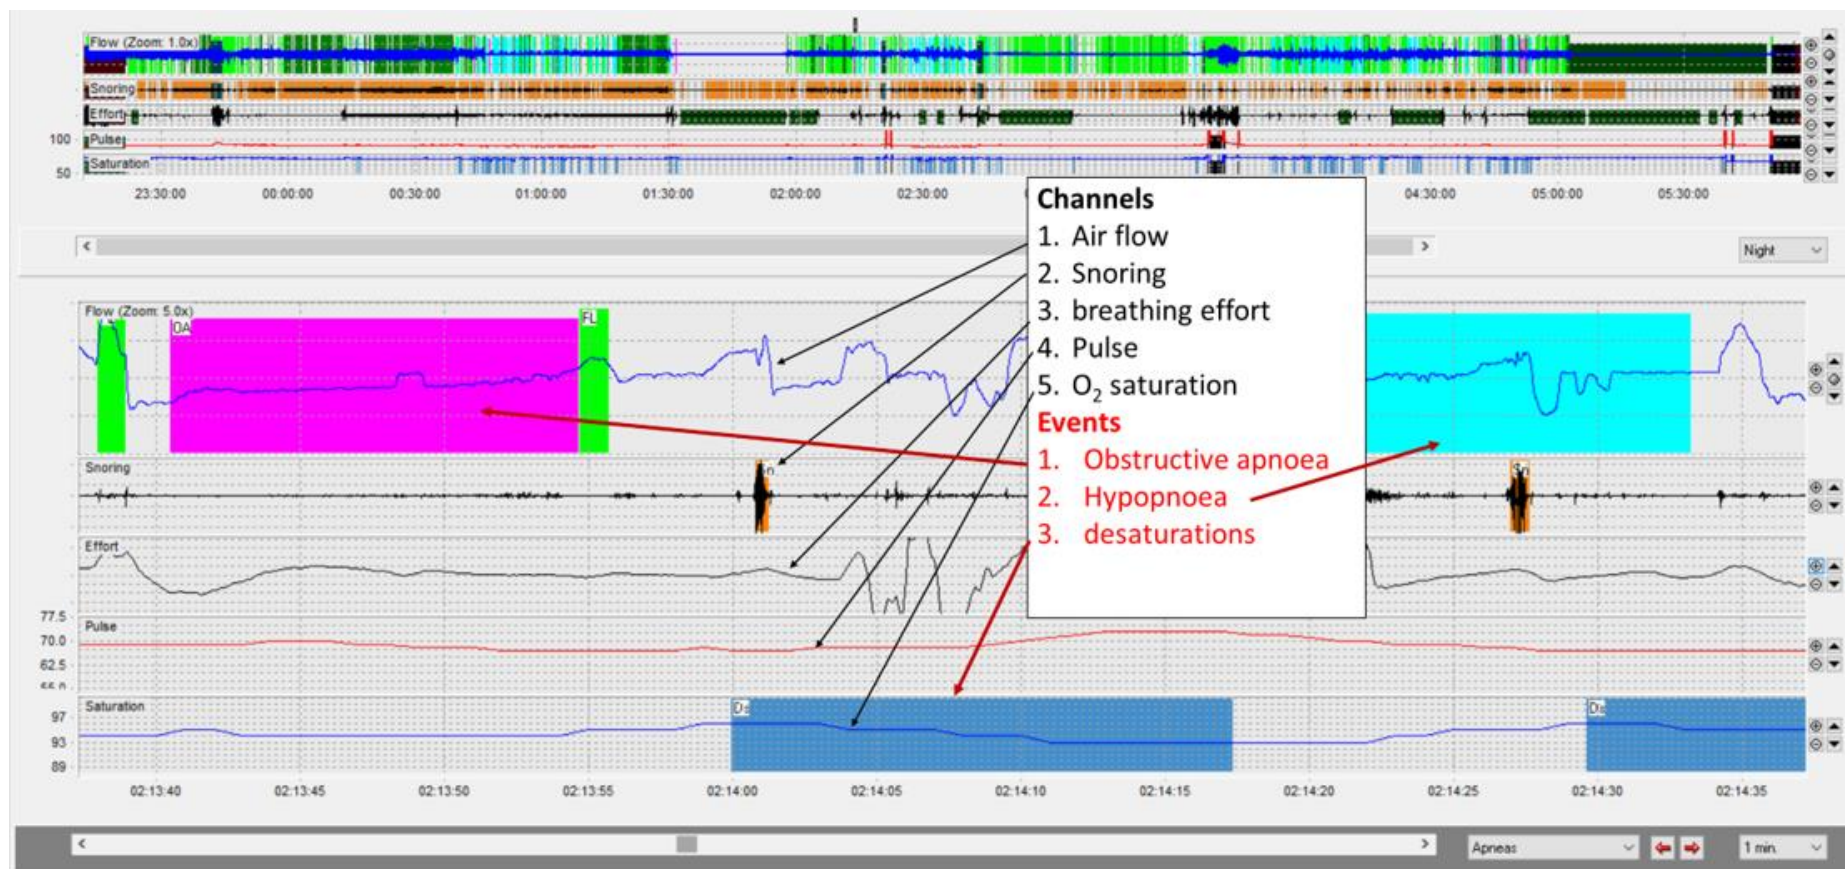 Flow (Zoom: 1.0x)
Snoring
Effort
100
Pulse
Saturation
50
23:30:00 00:00:00 00:30:00 01:00:00 01:30:00 02:00:00 02:30:00 04:30:00 05:00:00 05:30:00
Night
Channels
1. Air flow
2. Snoring
3. breathing effort
4. Pulse
5. O₂ saturation
Events
1. Obstructive apnoea
2. Hypopnoea
3. desaturations
Flow (Zoom: 5.0x)
OA
FL
Snoring
Sn
Effort
77.5
Pulse
70.0
62.5
Saturation
97
93
89
Ds
Ds
02:13:40 02:13:45 02:13:50 02:13:55 02:14:00 02:14:05 02:14:10 02:14:15 02:14:20 02:14:25 02:14:30 02:14:35
Apneas
1 min.